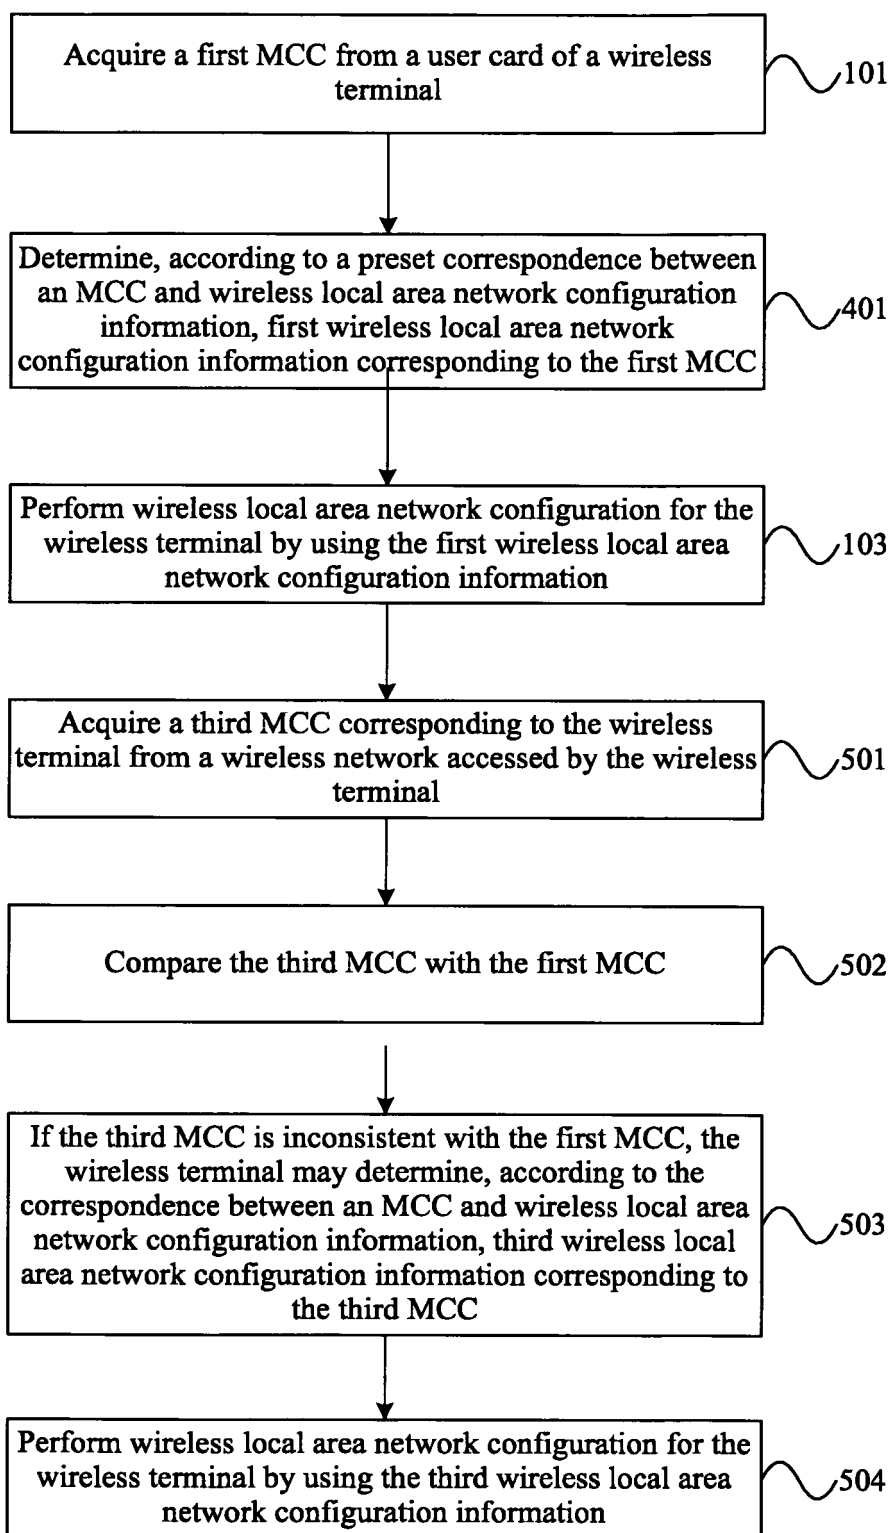 Acquire a first MCC from a user card of a wireless
terminal
101
Determine, according to a preset correspondence between
an MCC and wireless local area network configuration
information, first wireless local area network
configuration information corresponding to the first MCC
401
Perform wireless local area network configuration for the
wireless terminal by using the first wireless local area
network configuration information
103
Acquire a third MCC corresponding to the wireless
terminal from a wireless network accessed by the wireless
terminal
501
Compare the third MCC with the first MCC
502
If the third MCC is inconsistent with the first MCC, the
wireless terminal may determine, according to the
correspondence between an MCC and wireless local area
network configuration information, third wireless local
area network configuration information corresponding to
the third MCC
503
Perform wireless local area network configuration for the
wireless terminal by using the third wireless local area
network configuration information
504